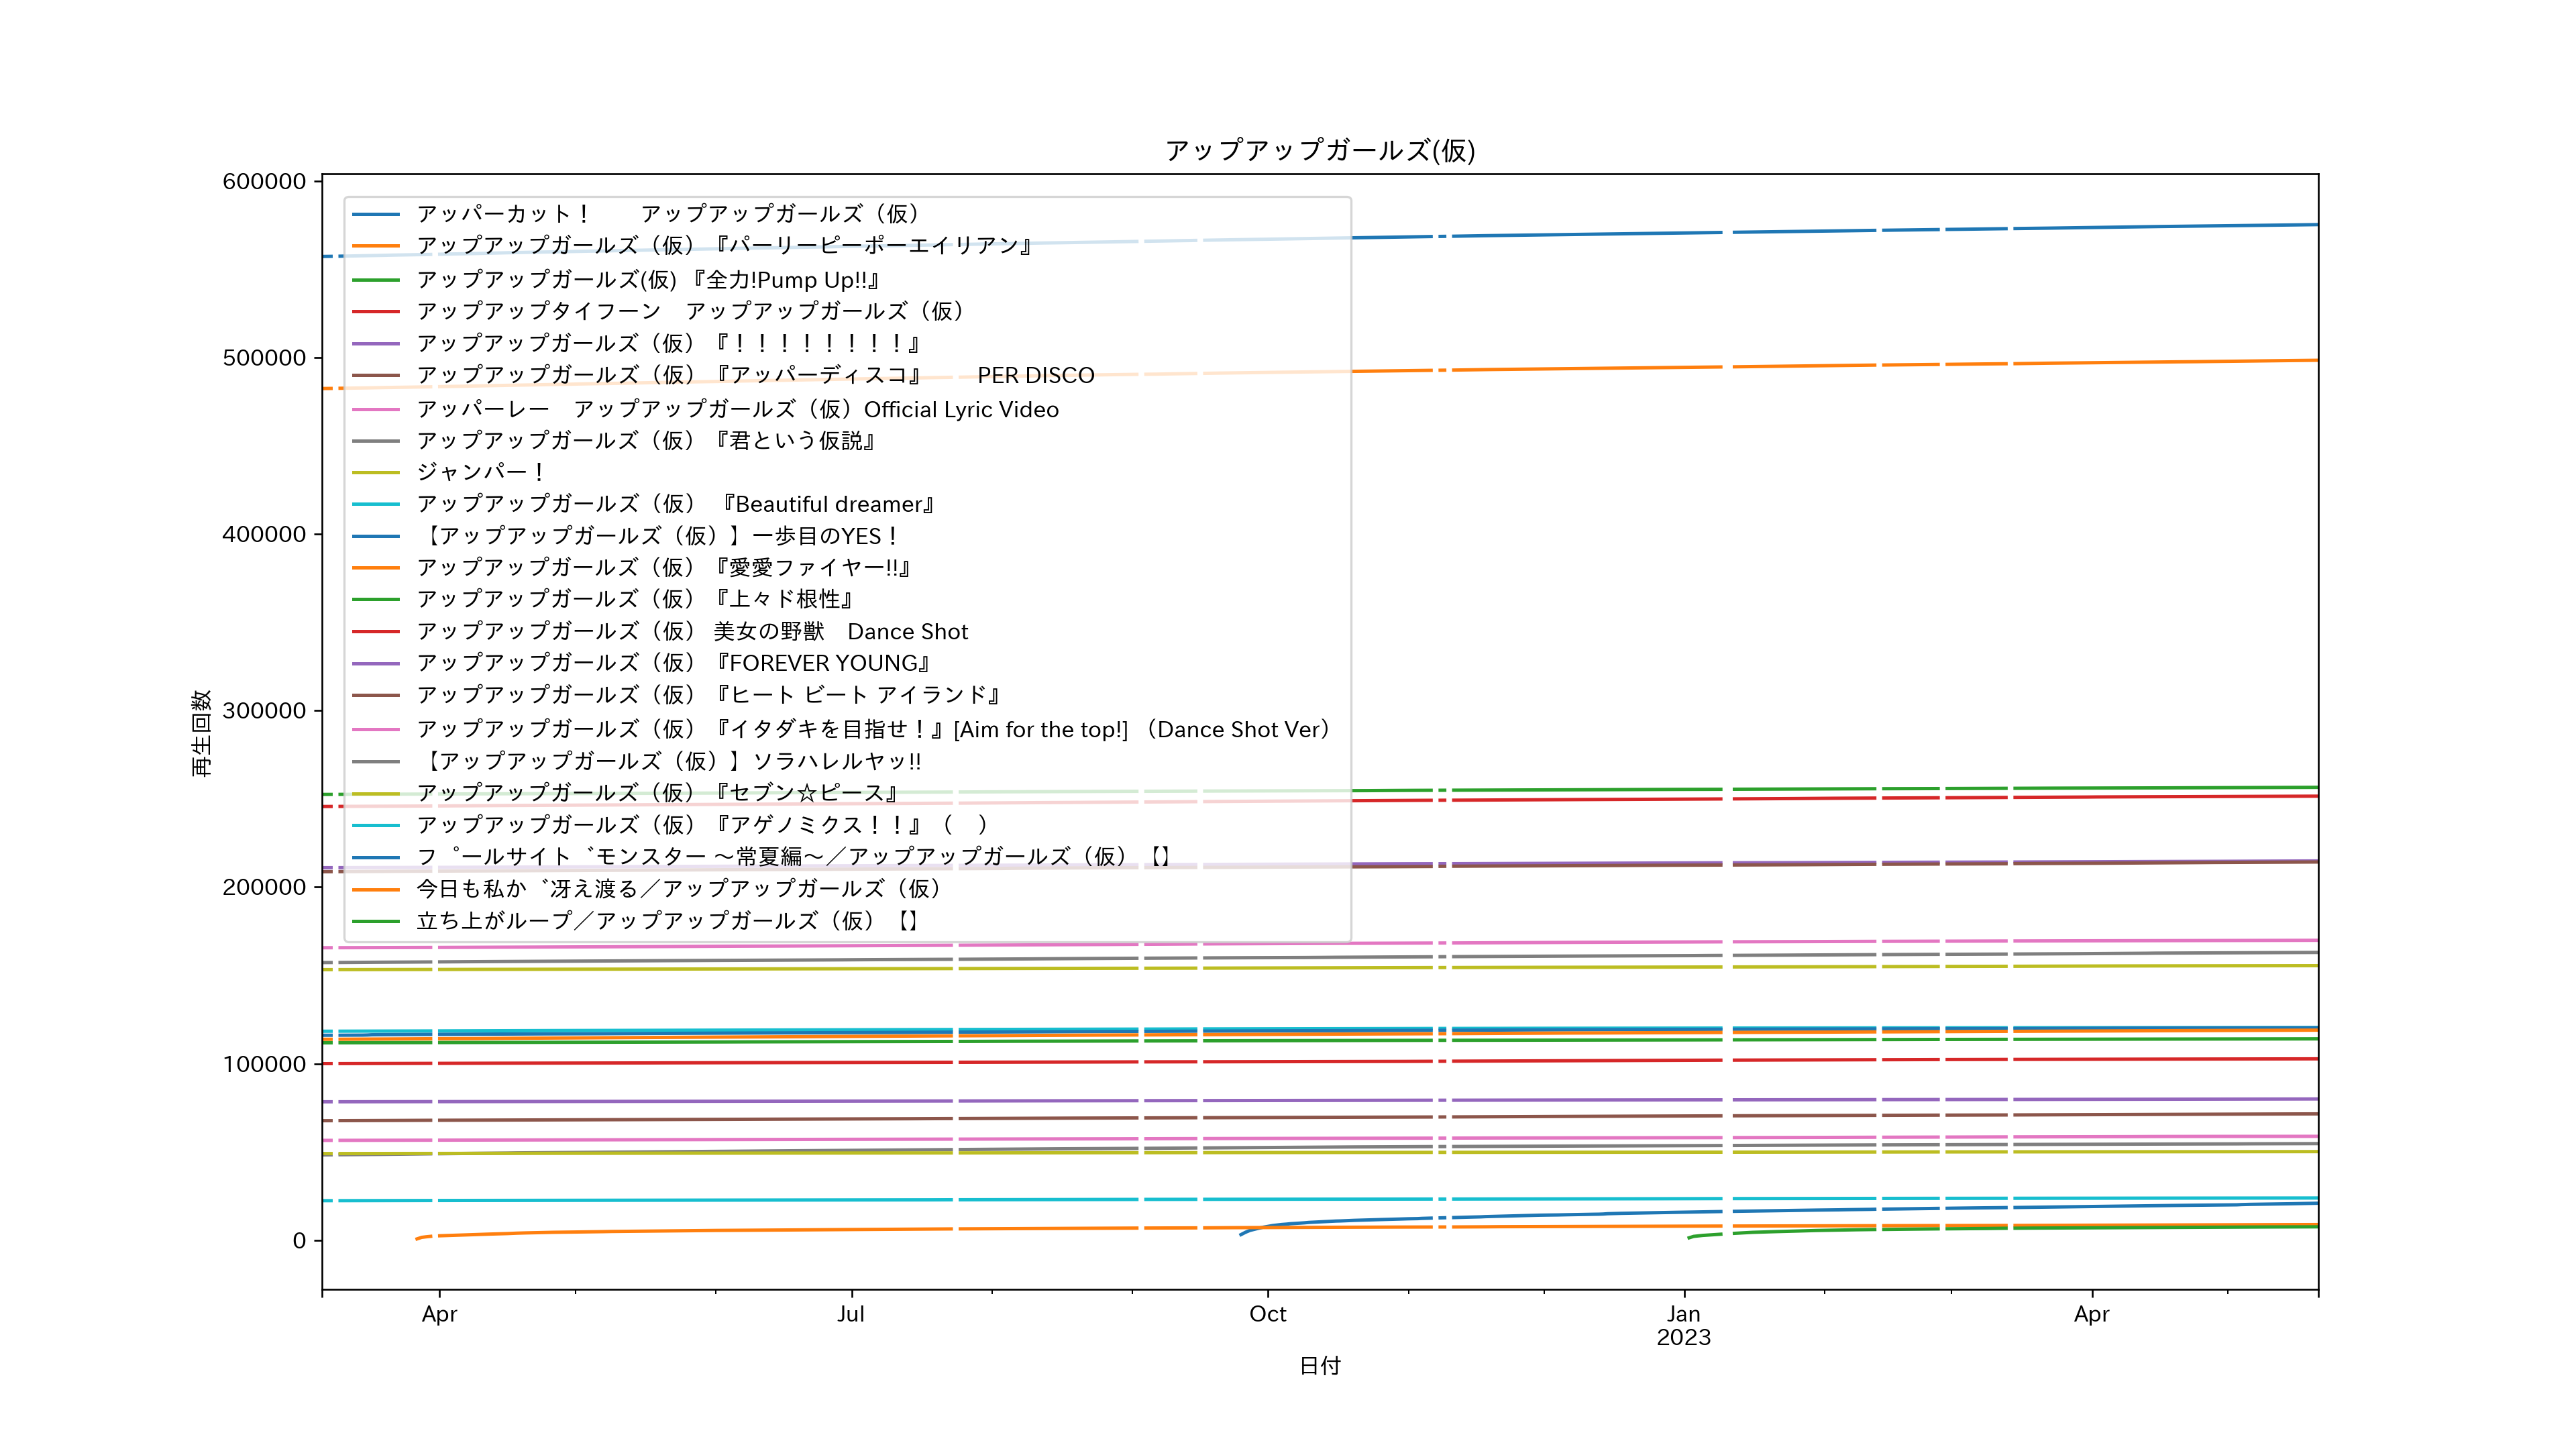 アップアップガールズ(仮)
600000
500000
400000
300000
200000
100000
0
再生回数
アッパーカット！　　アップアップガールズ（仮）
アップアップガールズ（仮）『パーリーピーポーエイリアン』
アップアップガールズ(仮) 『全力!Pump Up!!』
アップアップタイフーン　アップアップガールズ（仮）
アップアップガールズ（仮）『！！！！！！！！』
アップアップガールズ（仮）『アッパーディスコ』　　PER DISCO
アッパーレー　アップアップガールズ（仮）Official Lyric Video
アップアップガールズ（仮）『君という仮説』
ジャンパー！
アップアップガールズ（仮） 『Beautiful dreamer』
【アップアップガールズ（仮）】一歩目のYES！
アップアップガールズ（仮）『愛愛ファイヤー!!』
アップアップガールズ（仮）『上々ド根性』
アップアップガールズ（仮） 美女の野獣　Dance Shot
アップアップガールズ（仮）『FOREVER YOUNG』
アップアップガールズ（仮）『ヒート ビート アイランド』
アップアップガールズ（仮）『イタダキを目指せ！』[Aim for the top!] （Dance Shot Ver）
【アップアップガールズ（仮）】ソラハレルヤッ!!
アップアップガールズ（仮）『セブン☆ピース』
アップアップガールズ（仮）『アゲノミクス！！』（　）
フ゜ールサイト゛モンスター ～常夏編～／アップアップガールズ（仮）【】
今日も私か゛冴え渡る／アップアップガールズ（仮）
立ち上がループ／アップアップガールズ（仮）【】
Apr
Jul
Oct
Jan
2023
Apr
日付